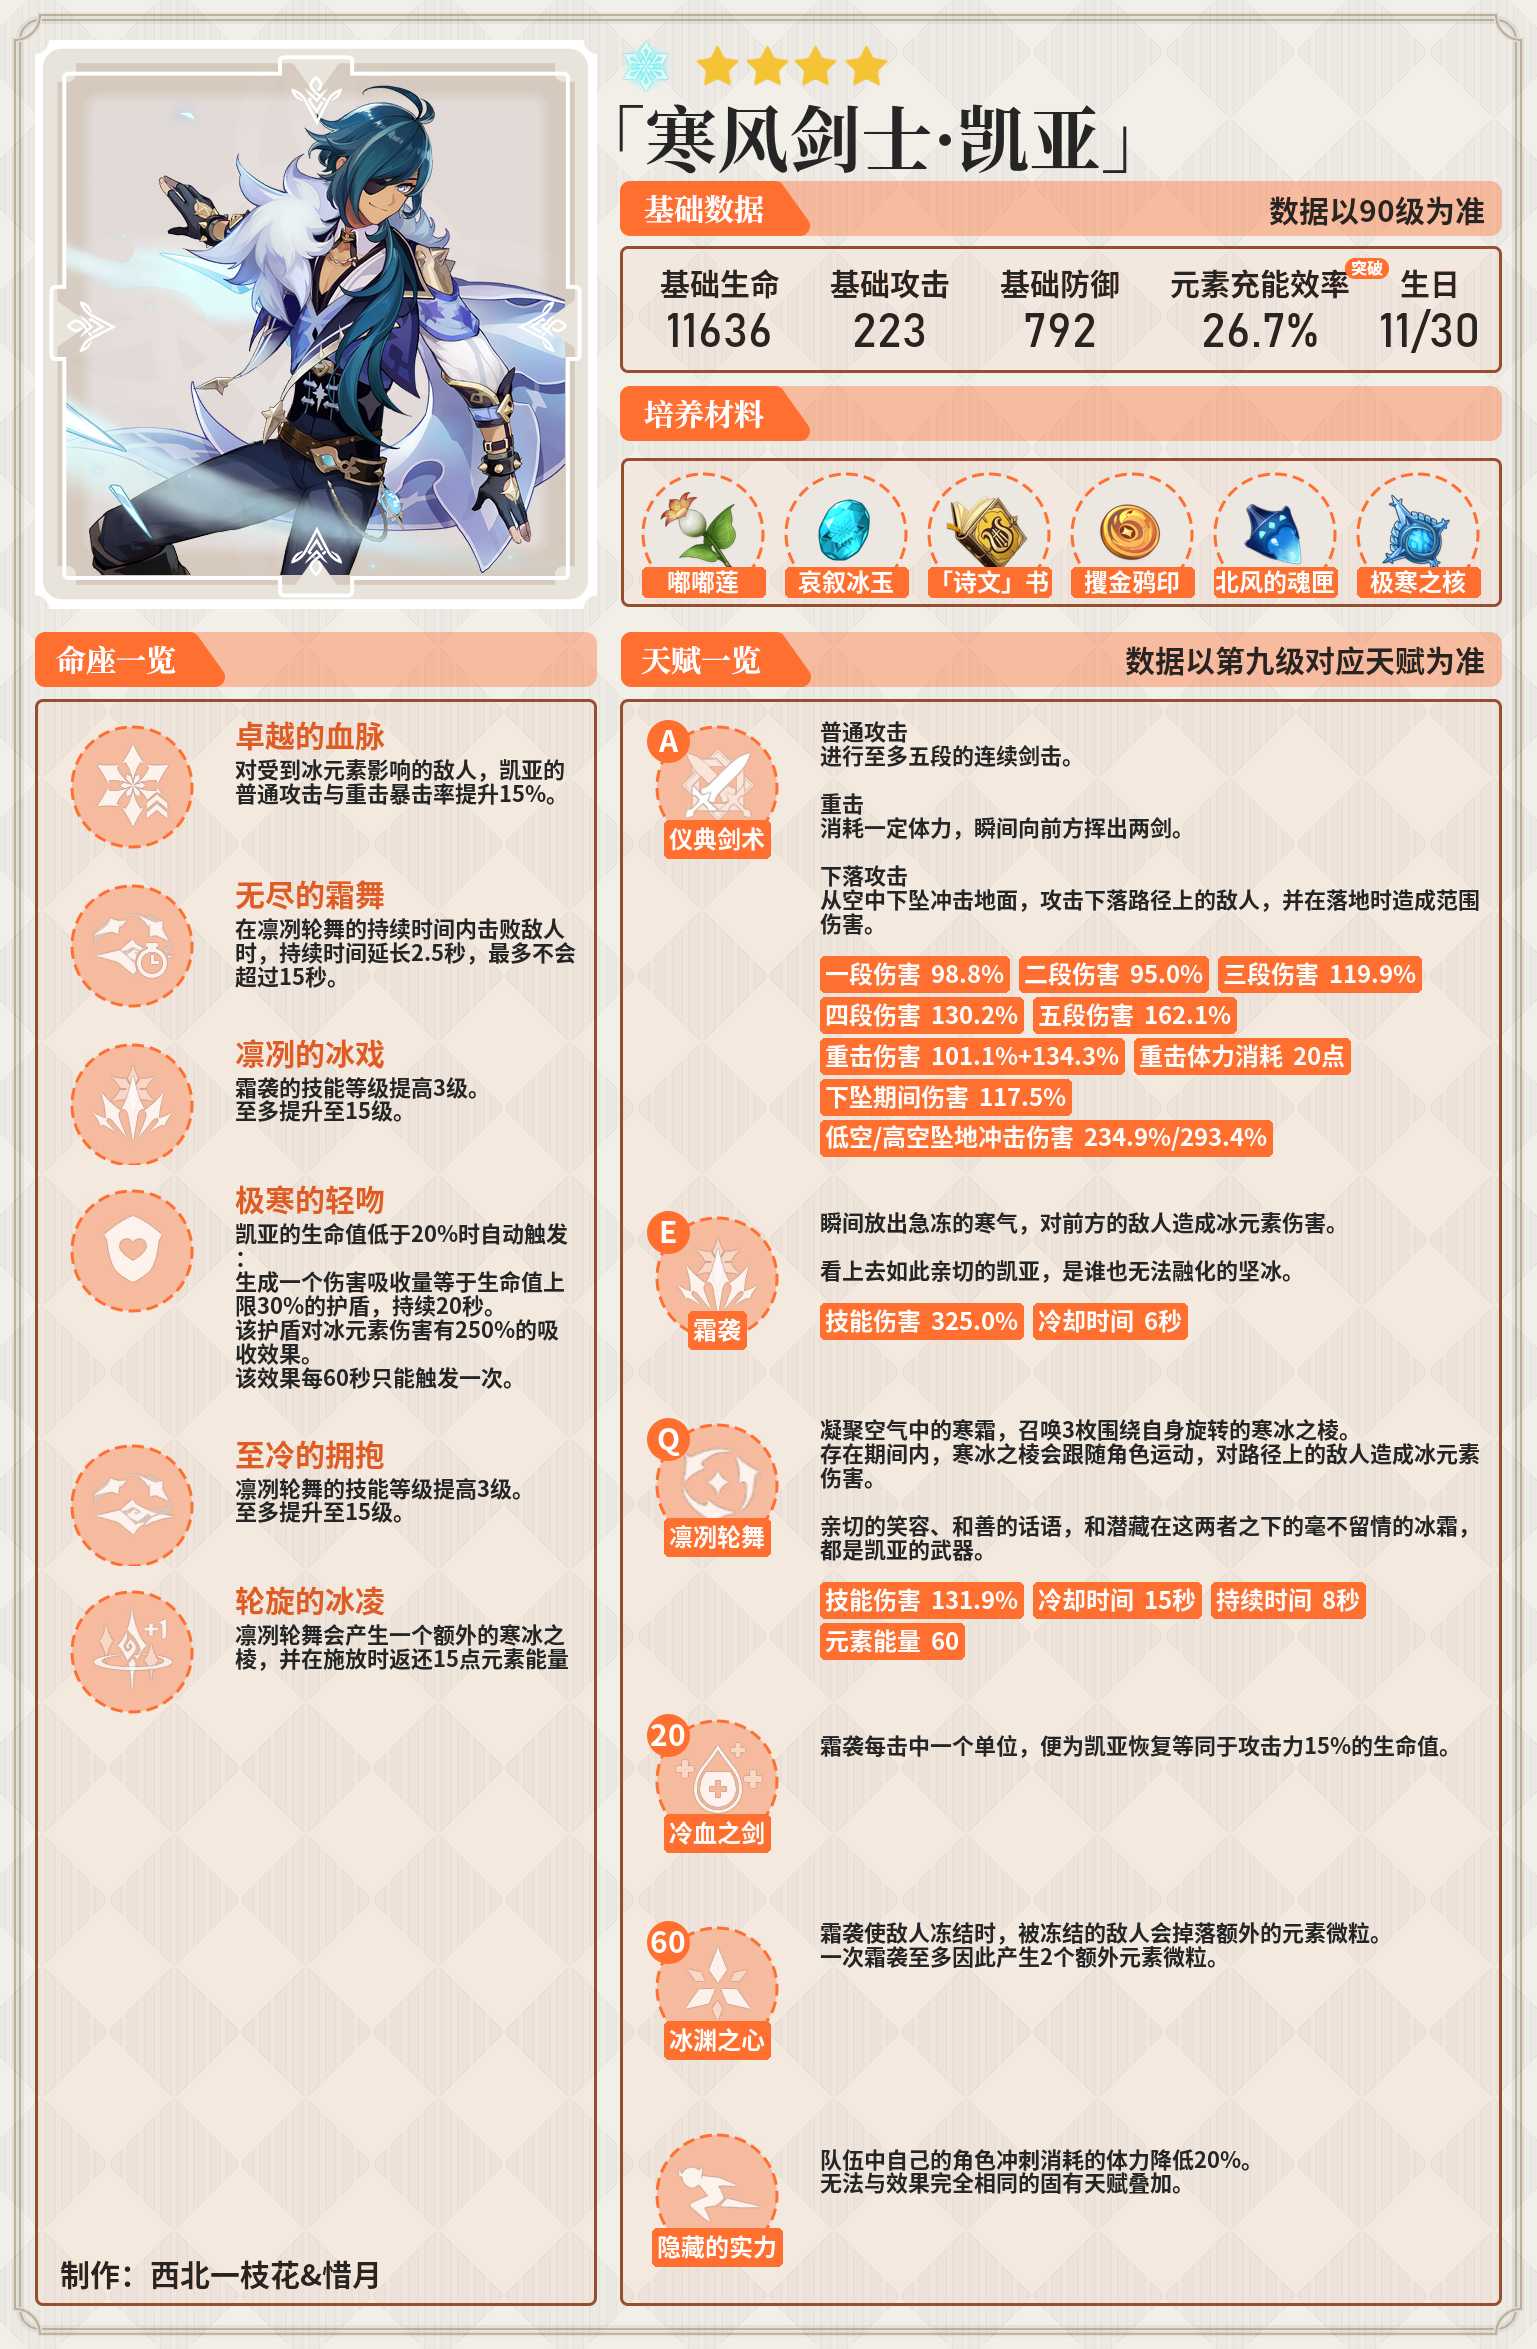 「寒风剑士·凯亚」
基础数据
数据以90级为准
基础生命
基础攻击
基础防御
元素充能效率
突破
生日
11636
223
792
26.7%
11/30
培养材料
嘟嘟莲
哀叙冰玉
「诗文」书
攫金鸦印
北风的魂匣
极寒之核
命座一览
卓越的血脉
对受到冰元素影响的敌人，凯亚的
普通攻击与重击暴击率提升15%。
无尽的霜舞
在凛冽轮舞的持续时间内击败敌人
时，持续时间延长2.5秒，最多不会
超过15秒。
凛冽的冰戏
霜袭的技能等级提高3级。
至多提升至15级。
极寒的轻吻
凯亚的生命值低于20%时自动触发
：
生成一个伤害吸收量等于生命值上
限30%的护盾，持续20秒。
该护盾对冰元素伤害有250%的吸
收效果。
该效果每60秒只能触发一次。
至冷的拥抱
凛冽轮舞的技能等级提高3级。
至多提升至15级。
轮旋的冰凌
+1
凛冽轮舞会产生一个额外的寒冰之
棱，并在施放时返还15点元素能量
制作：西北一枝花&惜月
天赋一览
数据以第九级对应天赋为准
A
仪典剑术
普通攻击
进行至多五段的连续剑击。
重击
消耗一定体力，瞬间向前方挥出两剑。
下落攻击
从空中下坠冲击地面，攻击下落路径上的敌人，并在落地时造成范围
伤害。
一段伤害 98.8% 二段伤害 95.0% 三段伤害 119.9%
四段伤害 130.2% 五段伤害 162.1%
重击伤害 101.1%+134.3% 重击体力消耗 20点
下坠期间伤害 117.5%
低空/高空坠地冲击伤害 234.9%/293.4%
E
霜袭
瞬间放出急冻的寒气，对前方的敌人造成冰元素伤害。
看上去如此亲切的凯亚，是谁也无法融化的坚冰。
技能伤害 325.0% 冷却时间 6秒
Q
凛冽轮舞
凝聚空气中的寒霜，召唤3枚围绕自身旋转的寒冰之棱。
存在期间内，寒冰之棱会跟随角色运动，对路径上的敌人造成冰元素
伤害。
亲切的笑容、和善的话语，和潜藏在这两者之下的毫不留情的冰霜，
都是凯亚的武器。
技能伤害 131.9% 冷却时间 15秒 持续时间 8秒
元素能量 60
20
冷血之剑
霜袭每击中一个单位，便为凯亚恢复等同于攻击力15%的生命值。
60
冰渊之心
霜袭使敌人冻结时，被冻结的敌人会掉落额外的元素微粒。
一次霜袭至多因此产生2个额外元素微粒。
隐藏的实力
队伍中自己的角色冲刺消耗的体力降低20%。
无法与效果完全相同的固有天赋叠加。